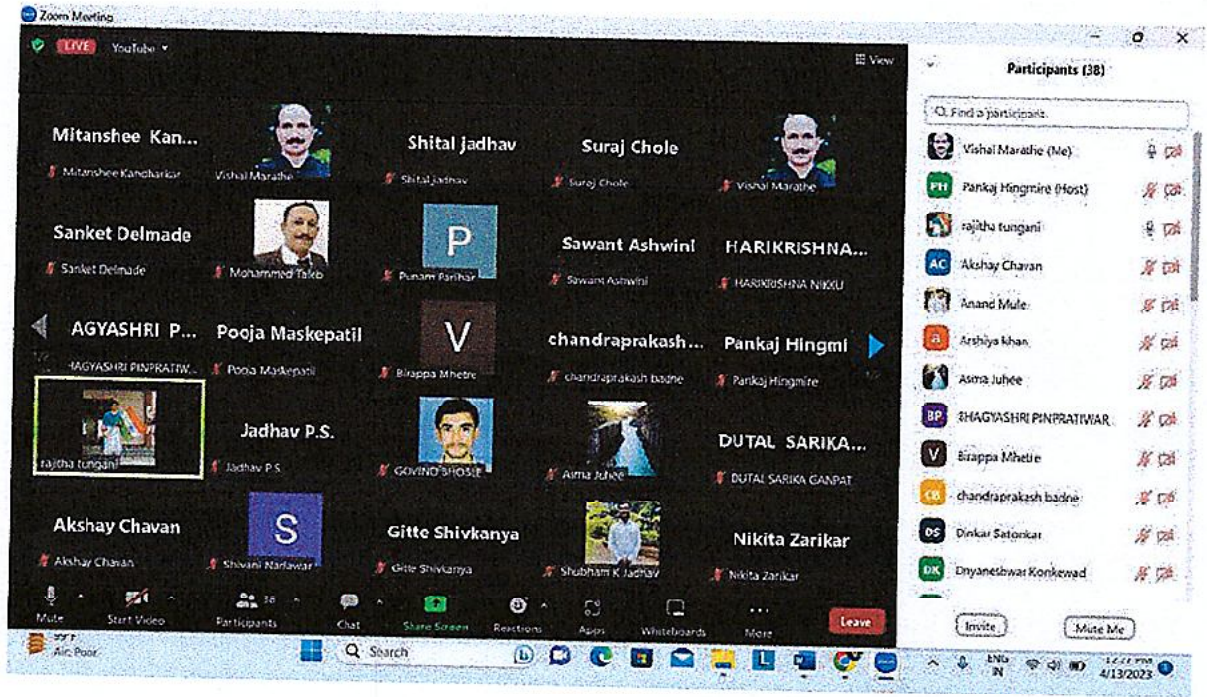 Zoom Meeting
LIVE YouTube
View
Mitanshee Kan...
Mitanshee Kandharkar
Vishal Marathe
Shital jadhav
Shital jadhav
Suraj Chole
Suraj Chole
Vishal Marathe
Sanket Delmade
Sanket Delmade
Mohammed Taleb
P
Punam Parihar
Sawant Ashwini
Sawant Ashwini
HARIKRISHNA...
HARIKRISHNA NIKKU
AGYASHRI P...
HAGYASHRI PINPRATIW...
Pooja Maskepatil
Pooja Maskepatil
V
Birappa Mhetre
chandraprakash...
chandraprakash badne
Pankaj Hingmi
Pankaj Hingmire
1/2
1/2
rajitha tungani
Jadhav P.S.
Jadhav P.S.
GOVIND BHOSLE
Asma Juhee
DUTAL SARIKA...
DUTAL SARIKA GANPAT
Akshay Chavan
Akshay Chavan
S
Shivani Narlawar
Gitte Shivkanya
Gitte Shivkanya
Shubham K Jadhav
Nikita Zarikar
Nikita Zarikar
Mute
Start Video
38
Participants
Chat
Share Screen
Reactions
Apps
Whiteboards
More
Leave
Participants (38)
Find a participant
Vishal Marathe (Me)
PH Pankaj Hingmire (Host)
rajitha tungani
AC Akshay Chavan
Anand Mule
a Arshiya khan
Asma Juhee
BP BHAGYASHRI PINPRATIWAR
V Birappa Mhetre
CB chandraprakash badne
DS Dinkar Satonkar
DK Dnyaneshwar Konkewad
Invite
Mute Me
99°F
Air: Poor
Search
ENG
IN
4/13/2023